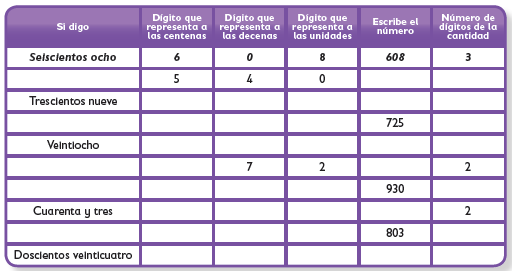 Si digo
Dígito que
representa a
las centenas
Dígito que
representa a
las decenas
Dígito que
representa a
las unidades
Escribe el
número
Número de
dígitos de la
cantidad
Seiscientos ocho 6 0 8 608 3
5 4 0
Trescientos nueve
725
Veintiocho
7 2 2
930
Cuarenta y tres 2
803
Doscientos veinticuatro